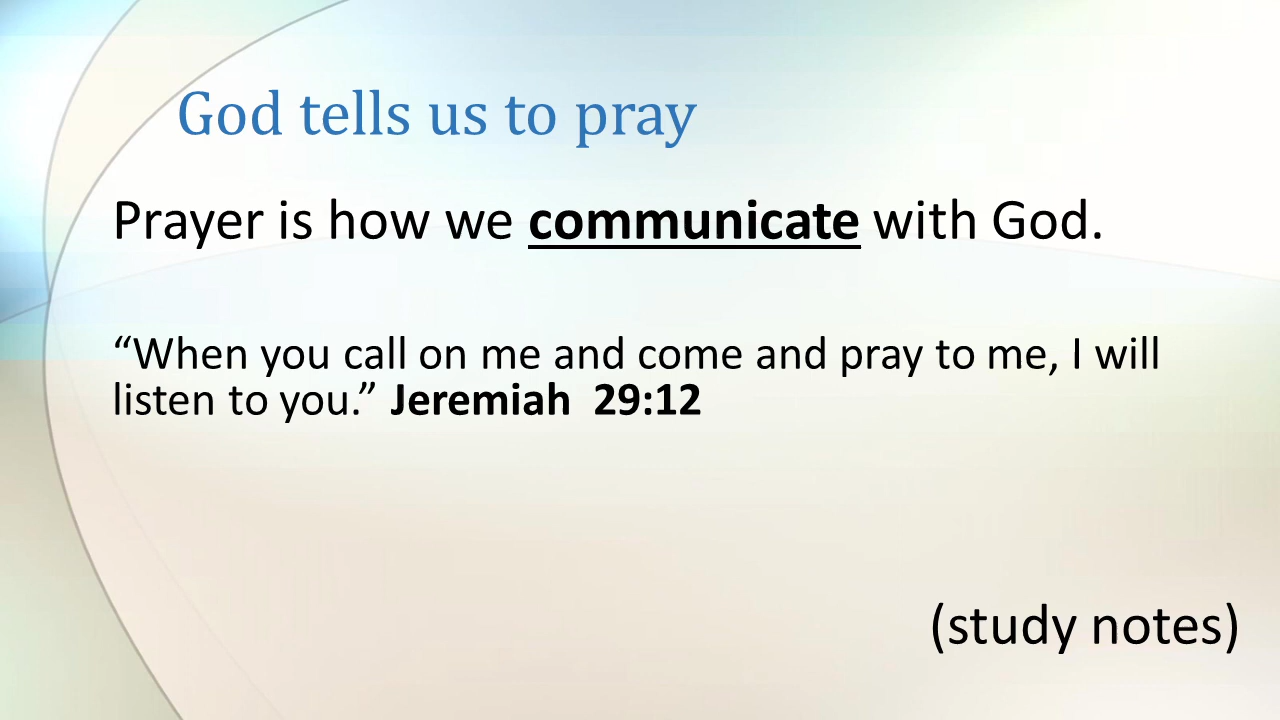 God tells us to pray
Prayer is how we communicate with God.
“When you call on me and come and pray to me, I will
listen to you.” Jeremiah  29:12
(study notes)